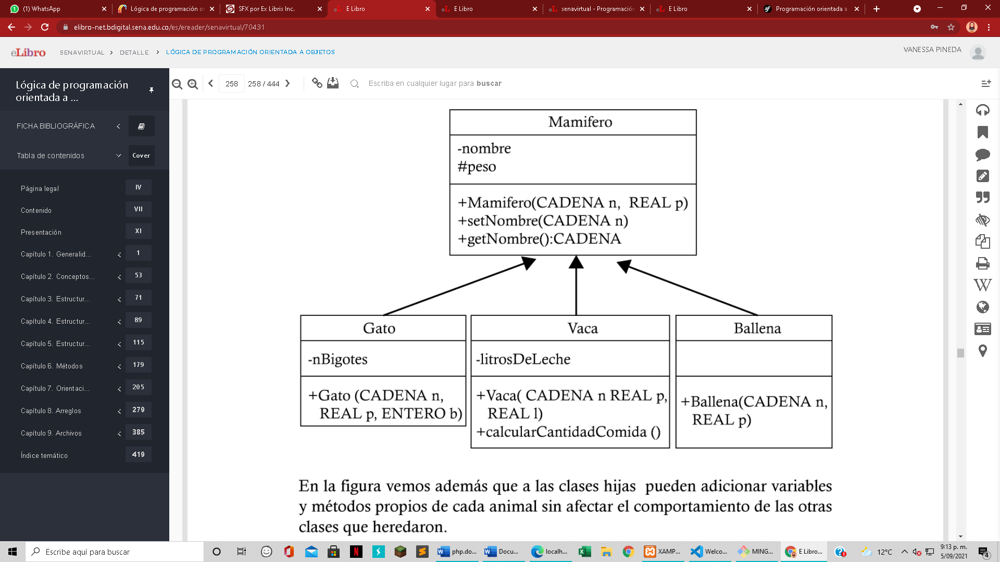 (1) WhatsApp
Lógica de programación or
SFX por Ex Libris Inc.
E Libro
E Libro
senavirtual - Programación
E Libro
Programación orientada a
elibro-net.bdigital.sena.edu.co/es/ereader/senavirtual/70431
eLibro
SENAVIRTUAL
DETALLE
LÓGICA DE PROGRAMACIÓN ORIENTADA A OBJETOS
VANESSA PINEDA
Lógica de programación
orientada a ...
258
258 / 444
Escriba en cualquier lugar para buscar
FICHA BIBLIOGRÁFICA
Tabla de contenidos
Cover
Página legal IV
Contenido VII
Presentación XI
Capítulo 1. Generalid... 1
Capítulo 2. Conceptos... 53
Capítulo 3. Estructur... 71
Capítulo 4. Estructur... 89
Capítulo 5. Estructur... 115
Capítulo 6. Métodos 179
Capítulo 7. Orientaci... 205
Capítulo 8. Arreglos 279
Capítulo 9. Archivos 385
Índice temático 419
Mamifero
-nombre
#peso
+Mamifero(CADENA n, REAL p)
+setNombre(CADENA n)
+getNombre():CADENA
Gato
-nBigotes
+Gato (CADENA n,
REAL p, ENTERO b)
Vaca
-litrosDeLeche
+Vaca( CADENA n REAL p,
REAL l)
+calcularCantidadComida ()
Ballena
+Ballena(CADENA n,
REAL p)
En la figura vemos además que a las clases hijas pueden adicionar variables
y métodos propios de cada animal sin afectar el comportamiento de las otras
clases que heredaron.
W
Escribe aquí para buscar
php.do...
Docu...
localh...
XAMP...
Welco...
MING...
E Libro...
12°C
9:13 p. m.
5/09/2021
4